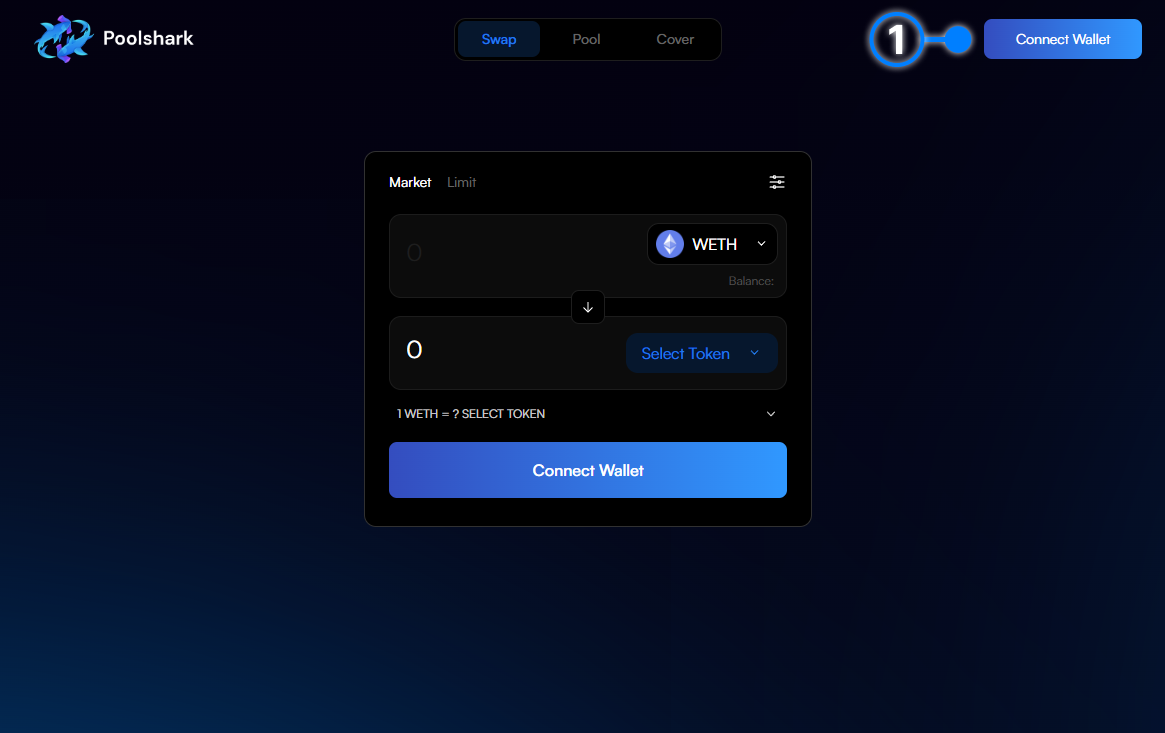 Poolshark
Swap Pool Cover
1
Connect Wallet
Market Limit
0
WETH
Balance:
0
Select Token
1 WETH = ? SELECT TOKEN
Connect Wallet